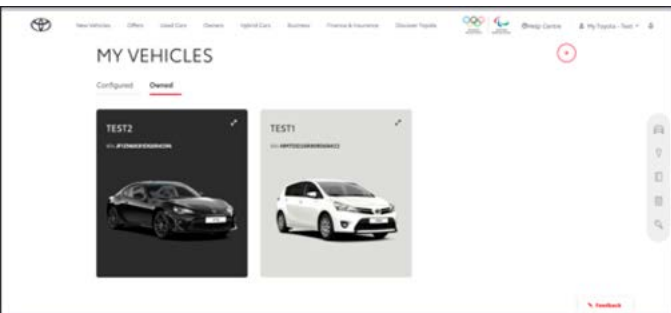 New Vehicles Offers Used Cars Owners Hybrid Cars Business Finance & Insurance Discover Toyota Help Centre My Toyota - Test
MY VEHICLES
Configured Owned
TEST2 TEST1
Feedback